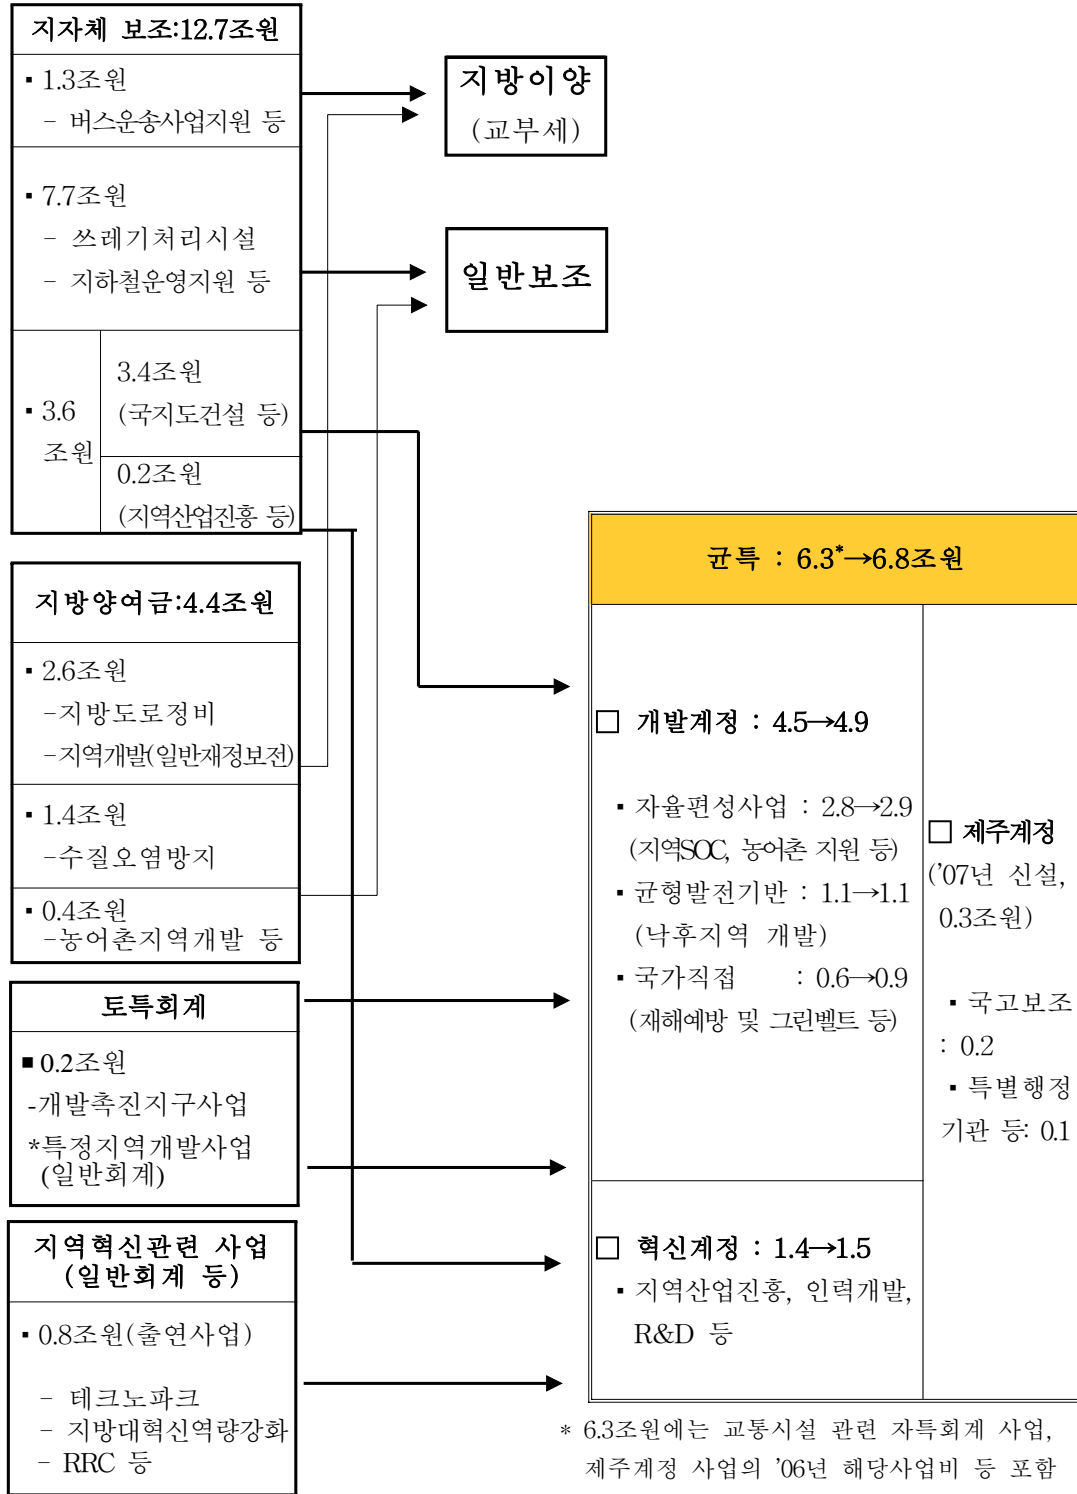 지자체 보조:12.7조원
▪ 1.3조원
- 버스운송사업지원 등
▪ 7.7조원
- 쓰레기처리시설
- 지하철운영지원 등
▪ 3.6
조원
3.4조원
(국지도건설 등)
0.2조원
(지역산업진흥 등)
지방이양
(교부세)
일반보조
지방양여금:4.4조원
▪ 2.6조원
-지방도로정비
-지역개발(일반재정보전)
▪ 1.4조원
-수질오염방지
▪ 0.4조원
-농어촌지역개발 등
토특회계
■ 0.2조원
-개발촉진지구사업
*특정지역개발사업
(일반회계)
지역혁신관련 사업
(일반회계 등)
▪ 0.8조원(출연사업)
- 테크노파크
- 지방대혁신역량강화
- RRC 등
균특 : 6.3*→6.8조원
□ 개발계정 : 4.5→4.9
▪ 자율편성사업 : 2.8→2.9
(지역SOC, 농어촌 지원 등)
▪ 균형발전기반 : 1.1→1.1
(낙후지역 개발)
▪ 국가직접 : 0.6→0.9
(재해예방 및 그린벨트 등)
□ 제주계정
('07년 신설,
0.3조원)
▪ 국고보조
: 0.2
▪ 특별행정
기관 등: 0.1
□ 혁신계정 : 1.4→1.5
▪ 지역산업진흥, 인력개발,
R&D 등
* 6.3조원에는 교통시설 관련 자특회계 사업,
제주계정 사업의 '06년 해당사업비 등 포함